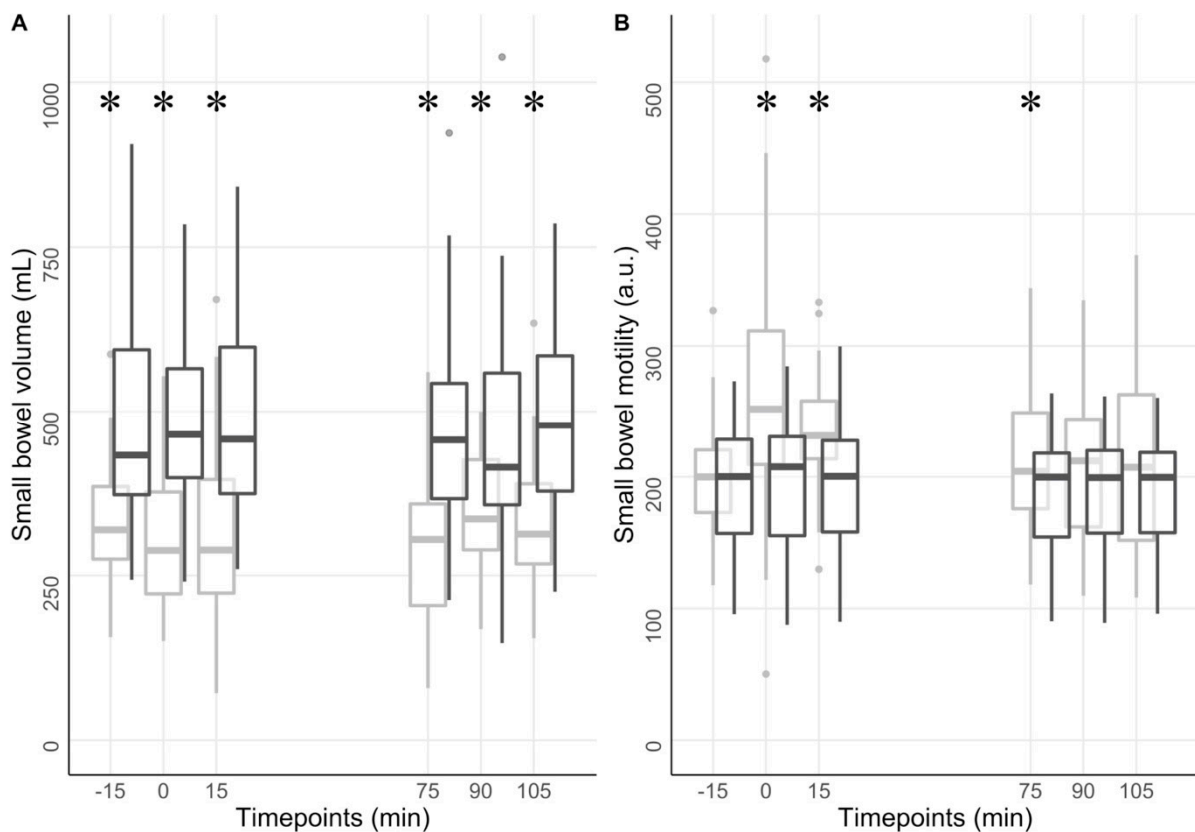 A
B
* * * * * *
* * *
1000
750
500
250
0
Small bowel volume (mL)
-15 0 15 75 90 105
Timepoints (min)
500
400
300
200
100
0
Small bowel motility (a.u.)
-15 0 15 75 90 105
Timepoints (min)